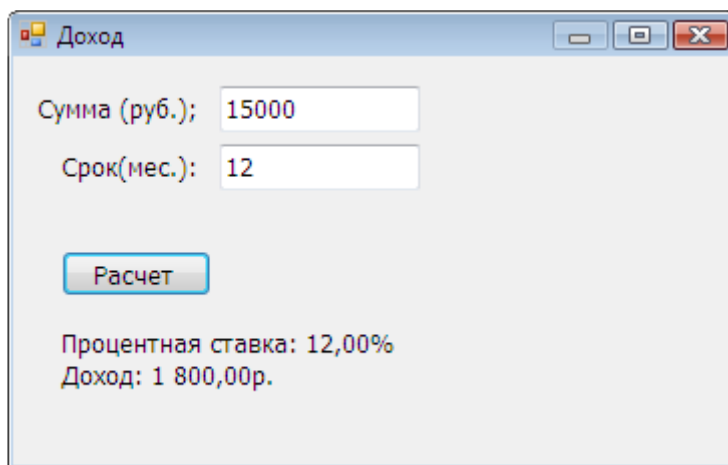 Доход
Сумма (руб.); 15000
Срок(мес.): 12
Расчет
Процентная ставка: 12,00%
Доход: 1 800,00р.